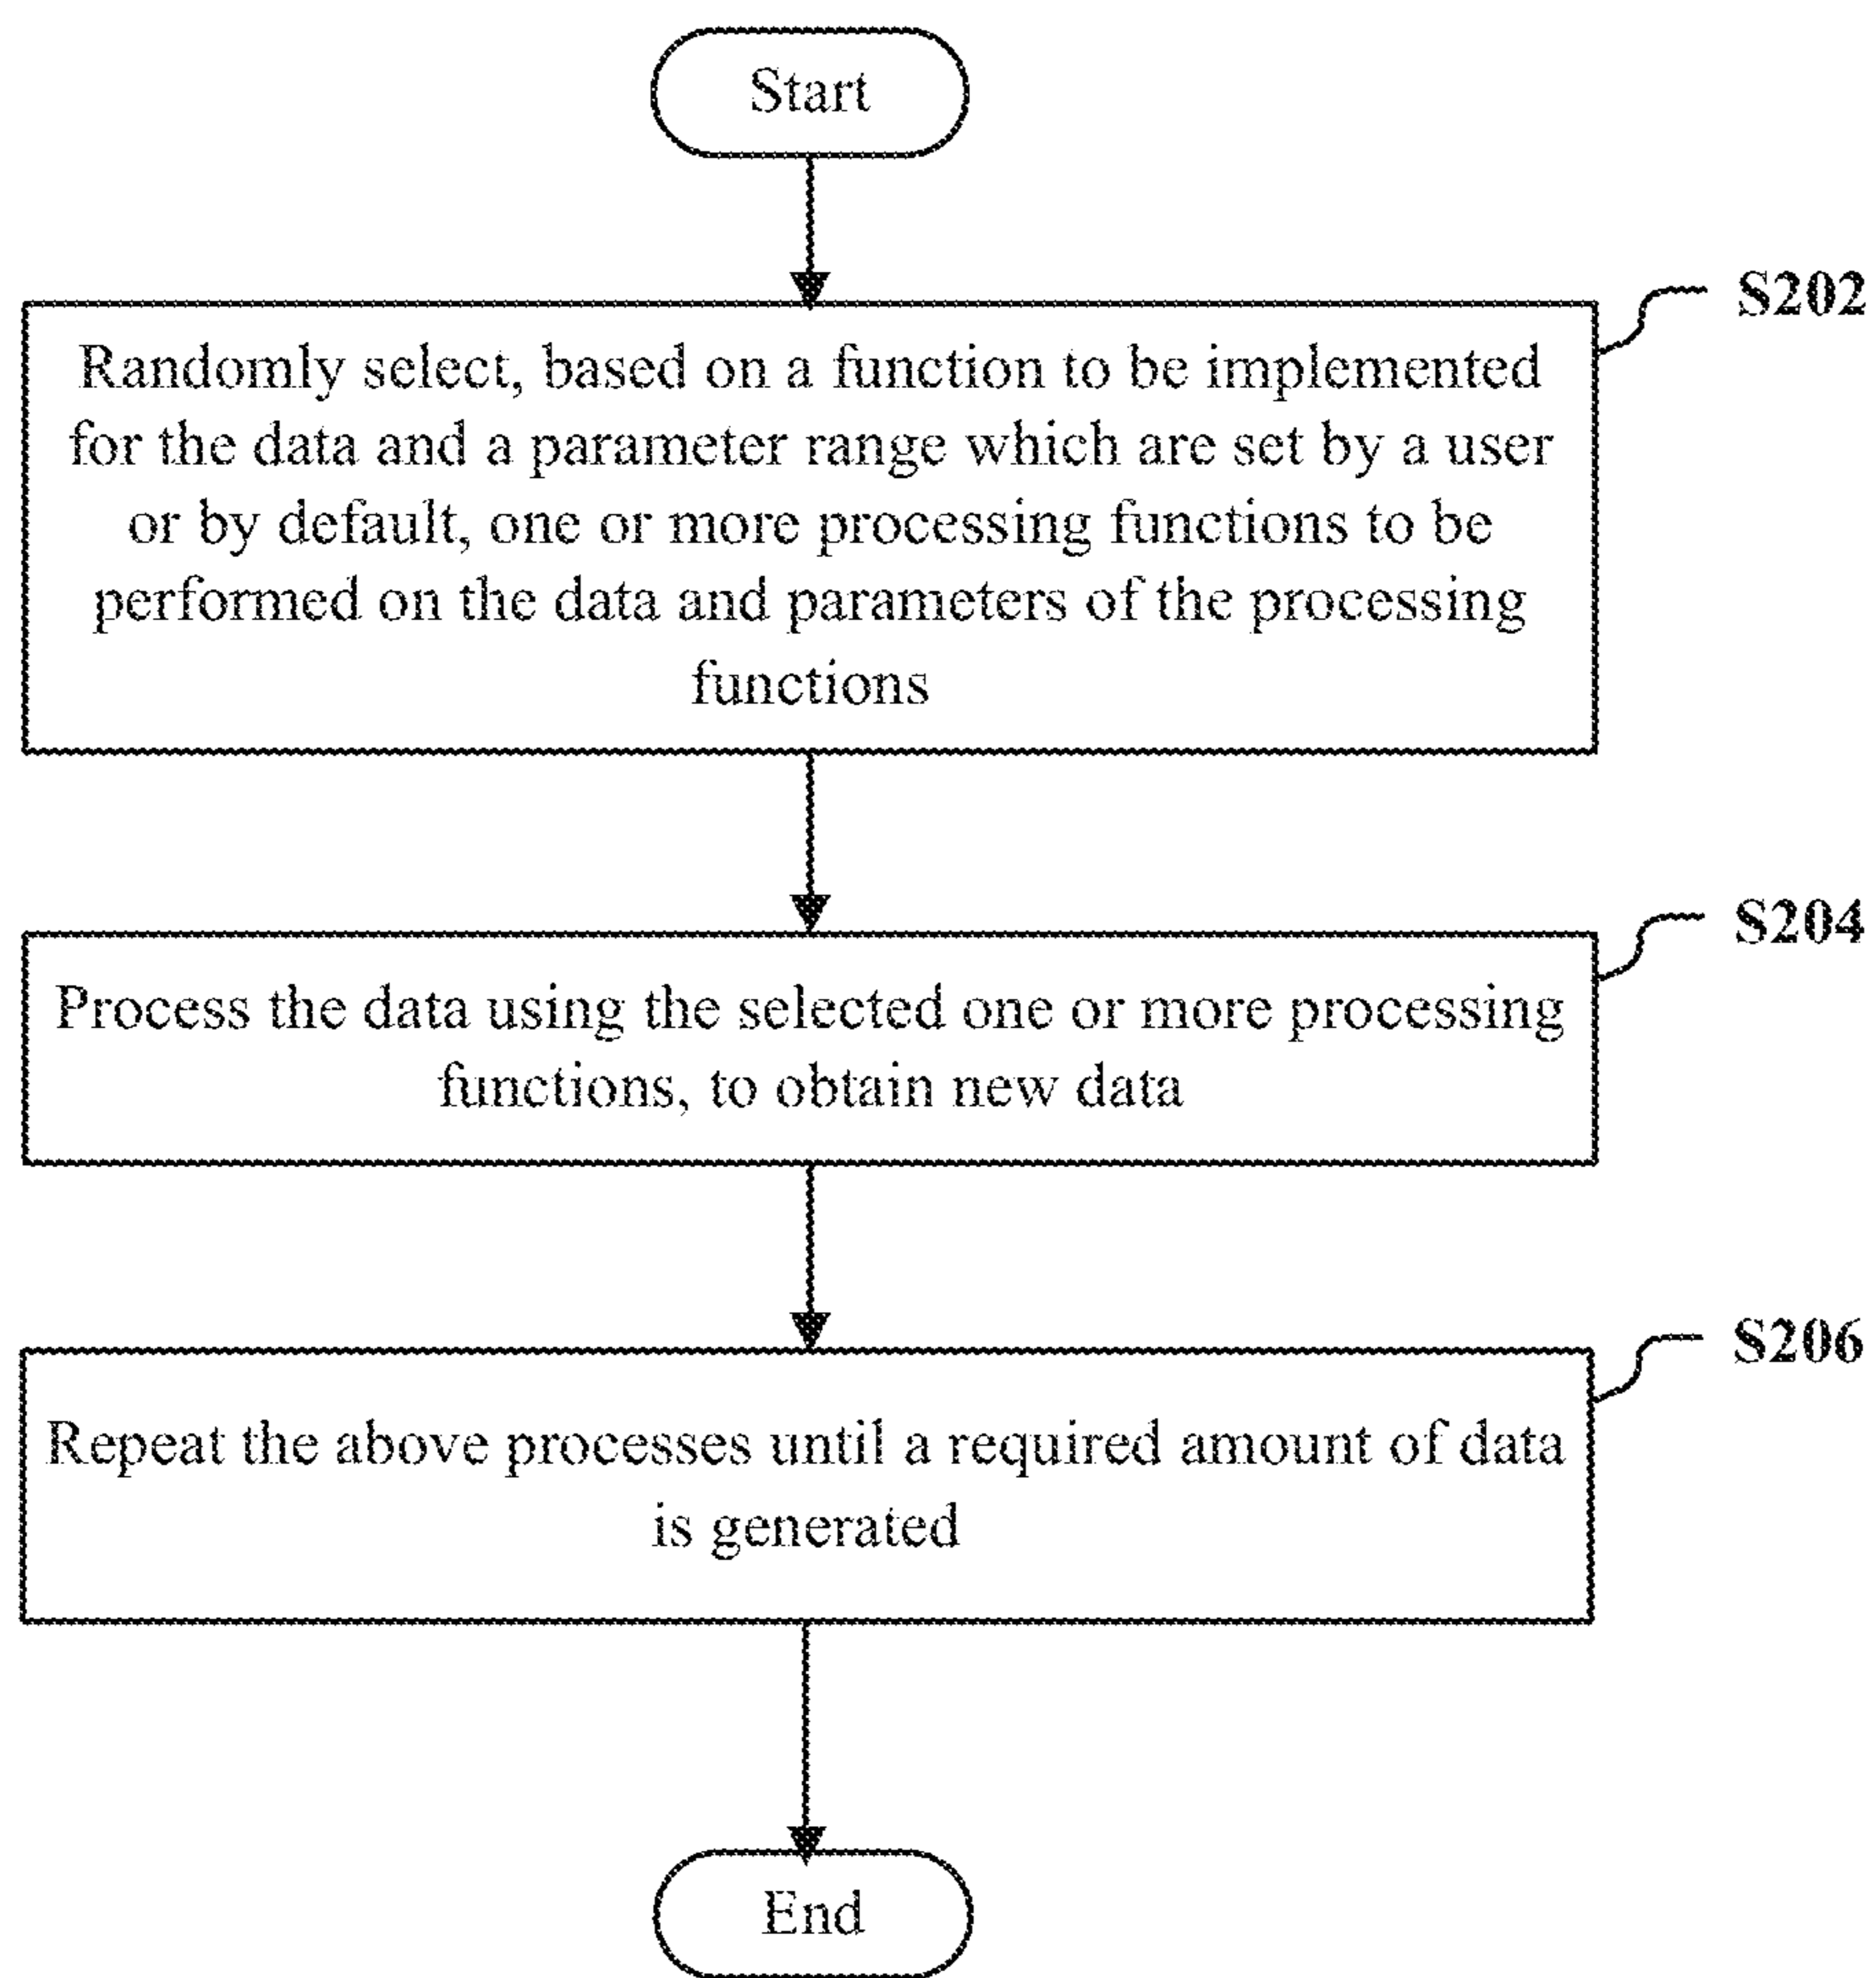 Start
S202
Randomly select, based on a function to be implemented
for the data and a parameter range which are set by a user
or by default, one or more processing functions to be
performed on the data and parameters of the processing
functions
S204
Process the data using the selected one or more processing
functions, to obtain new data
S206
Repeat the above processes until a required amount of data
is generated
End